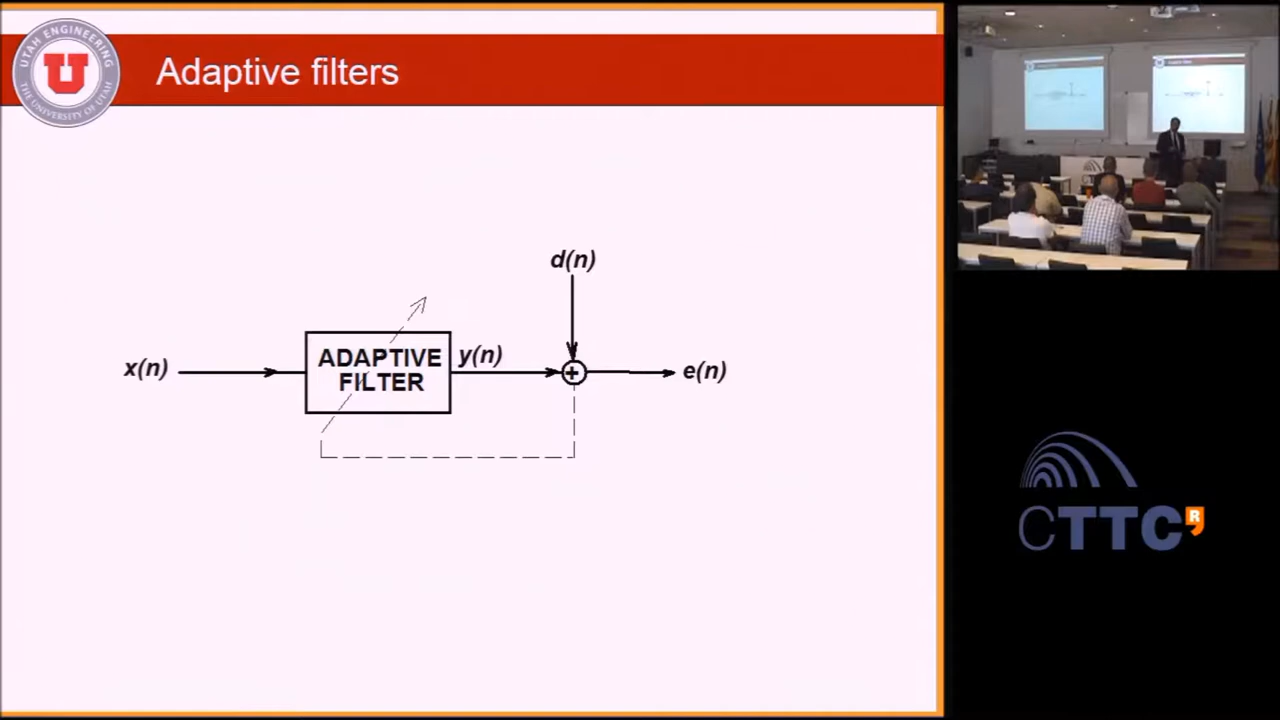 UTAH ENGINEERING
U
THE UNIVERSITY OF UTAH
Adaptive filters
d(n)
x(n)
ADAPTIVE
FILTER
y(n)
+
e(n)
CTTC
R